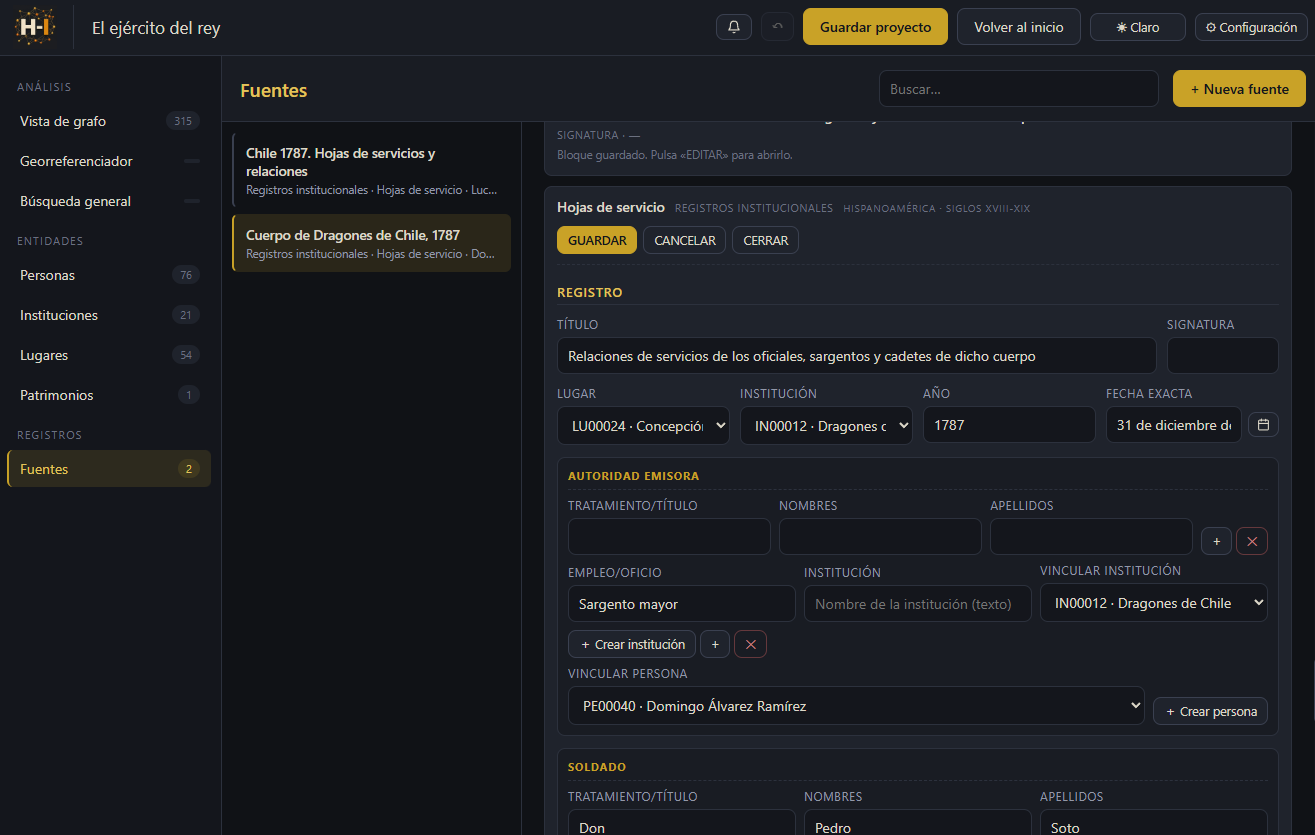 H-I
El ejército del rey
Guardar proyecto
Volver al inicio
☀ Claro
⚙ Configuración
ANÁLISIS
Vista de grafo 315
Georreferenciador
Búsqueda general
ENTIDADES
Personas 76
Instituciones 21
Lugares 54
Patrimonios 1
REGISTROS
Fuentes 2
Fuentes
Buscar...
+ Nueva fuente
Chile 1787. Hojas de servicios y
relaciones
Registros institucionales · Hojas de servicio · Luc...
Cuerpo de Dragones de Chile, 1787
Registros institucionales · Hojas de servicio · Do...
SIGNATURA · —
Bloque guardado. Pulsa «EDITAR» para abrirlo.
Hojas de servicio REGISTROS INSTITUCIONALES HISPANOAMÉRICA · SIGLOS XVIII-XIX
GUARDAR CANCELAR CERRAR
REGISTRO
TÍTULO SIGNATURA
Relaciones de servicios de los oficiales, sargentos y cadetes de dicho cuerpo
LUGAR INSTITUCIÓN AÑO FECHA EXACTA
LU00024 · Concepción IN00012 · Dragones c 1787 31 de diciembre de
AUTORIDAD EMISORA
TRATAMIENTO/TÍTULO NOMBRES APELLIDOS
+ ×
EMPLEO/OFICIO INSTITUCIÓN VINCULAR INSTITUCIÓN
Sargento mayor Nombre de la institución (texto) IN00012 · Dragones de Chile
+ Crear institución + ×
VINCULAR PERSONA
PE00040 · Domingo Álvarez Ramírez + Crear persona
SOLDADO
TRATAMIENTO/TÍTULO NOMBRES APELLIDOS
Don Pedro Soto